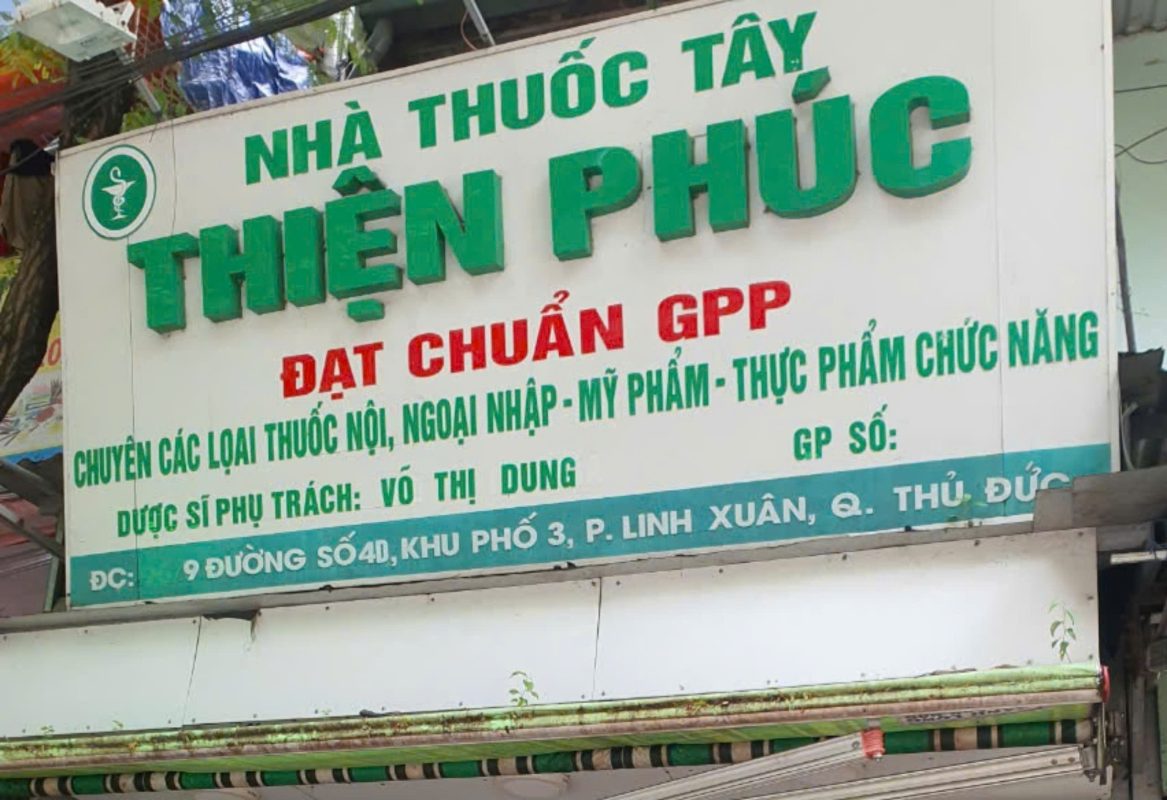 NHÀ THUỐC TÂY
THIỆN PHÚC
ĐẠT CHUẨN GPP
CHUYÊN CÁC LOẠI THUỐC NỘI, NGOẠI NHẬP - MỸ PHẨM - THỰC PHẨM CHỨC NĂNG
DƯỢC SĨ PHỤ TRÁCH: VÕ THỊ DUNG GP SỐ:
ĐC: 9 ĐƯỜNG SỐ 4D, KHU PHỐ 3, P. LINH XUÂN, Q. THỦ ĐỨC